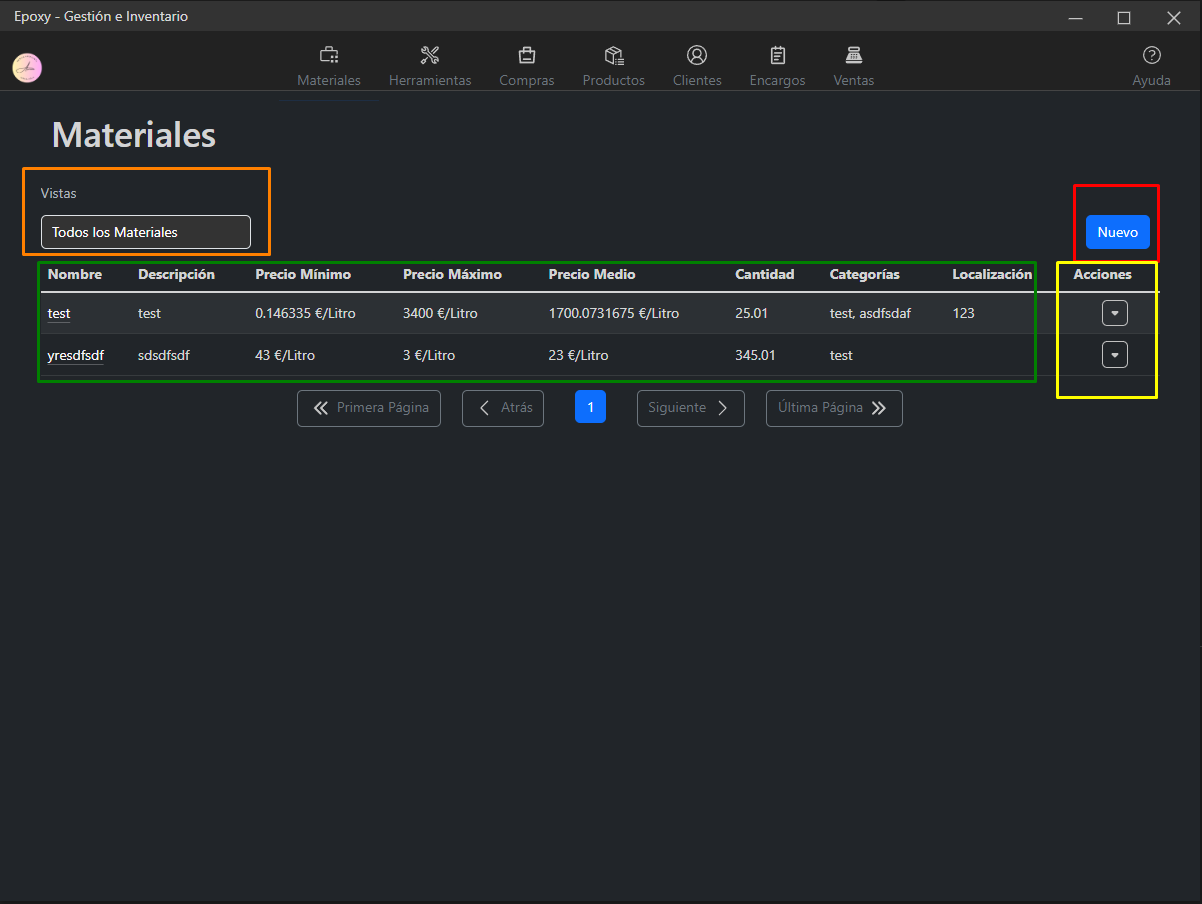 Epoxy - Gestión e Inventario
Materiales Herramientas Compras Productos Clientes Encargos Ventas Ayuda
Materiales
Vistas
Todos los Materiales
Nuevo
Nombre Descripción Precio Mínimo Precio Máximo Precio Medio Cantidad Categorías Localización Acciones
test test 0.146335 €/Litro 3400 €/Litro 1700.0731675 €/Litro 25.01 test, asdfsdaf 123
yresdfsdf sdsdfsdf 43 €/Litro 3 €/Litro 23 €/Litro 345.01 test
Primera Página Atrás 1 Siguiente Última Página